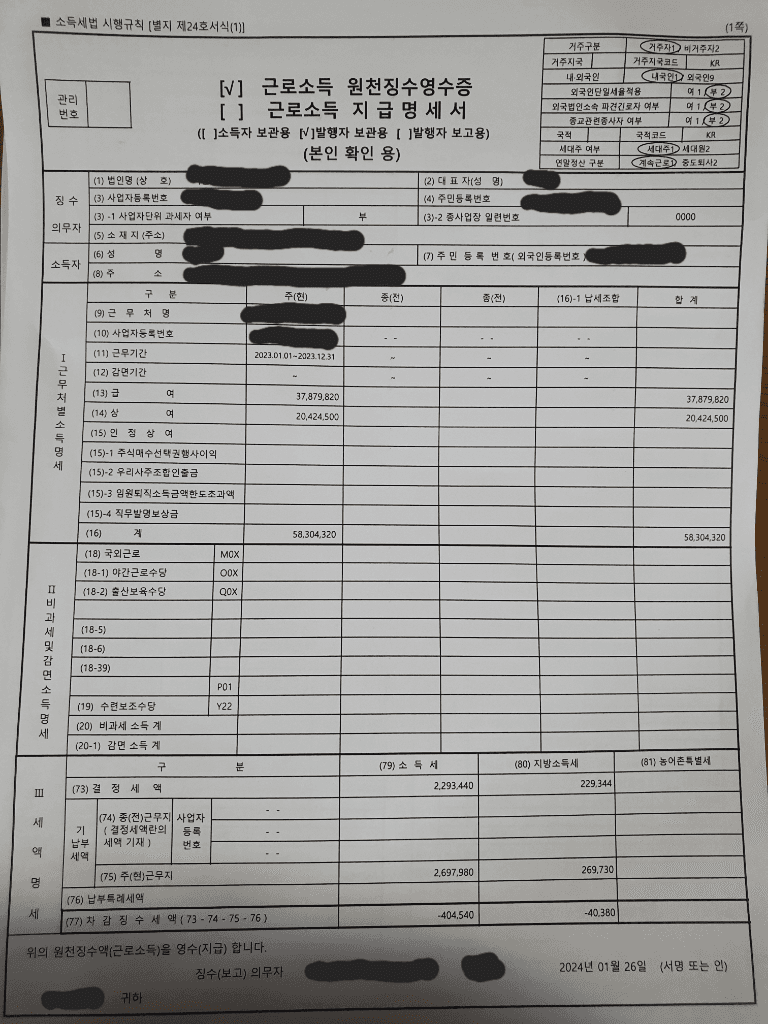 ■ 소득세법 시행규칙 [별지 제24호서식(1)]
(1쪽)
거주구분 거주자1 비거주자2
거주지국 거주지국코드 KR
내·외국인 내국인1 외국인9
외국인단일세율적용 여 1 부 2
외국법인소속 파견근로자 여부 여 1 부 2
종교관련종사자 여부 여 1 부 2
국적 국적코드 KR
세대주 여부 세대주1 세대원2
연말정산 구분 계속근로1 중도퇴사2
관리
번호
[√] 근로소득 원천징수영수증
[ ] 근로소득 지급명세서
([ ]소득자 보관용 [√]발행자 보관용 [ ]발행자 보고용)
(본인 확인 용)
징 수
의무자
(1) 법인명 (상 호) (2) 대 표 자(성 명)
(3) 사업자등록번호 (4) 주민등록번호
(3) -1 사업자단위 과세자 여부 부 (3)-2 종사업장 일련번호 0000
(5) 소 재 지 (주소)
소득자
(6) 성 명 (7) 주 민 등 록 번 호( 외국인등록번호 )
(8) 주 소
Ⅰ근무처별소득명세
구 분 주(현) 종(전) 종(전) (16)-1 납세조합 합 계
(9) 근 무 처 명
(10) 사업자등록번호 - - - - - -
(11) 근무기간 2023.01.01~2023.12.31 ~ ~ ~
(12) 감면기간 ~ ~ ~ ~
(13) 급 여 37,879,820 37,879,820
(14) 상 여 20,424,500 20,424,500
(15) 인 정 상 여
(15)-1 주식매수선택권행사이익
(15)-2 우리사주조합인출금
(15)-3 임원퇴직소득금액한도초과액
(15)-4 직무발명보상금
(16) 계 58,304,320 58,304,320
Ⅱ비과세및감면소득명세
(18) 국외근로 M0X
(18-1) 야간근로수당 O0X
(18-2) 출산보육수당 Q0X
(18-5)
(18-6)
(18-39)
P01
(19) 수련보조수당 Y22
(20) 비과세 소득 계
(20-1) 감면 소득 계
Ⅲ세액명세
구 분 (79) 소 득 세 (80) 지방소득세 (81) 농어촌특별세
(73) 결 정 세 액 2,293,440 229,344
기
납부
세액
(74) 종(전)근무지
( 결정세액란의
세액 기재 )
사업자
등록
번호
- -
- -
- -
(75) 주(현)근무지 2,697,980 269,730
(76) 납부특례세액
(77) 차 감 징 수 세 액 ( 73 - 74 - 75 - 76 ) -404,540 -40,380
위의 원천징수액(근로소득)을 영수(지급) 합니다.
징수(보고) 의무자 2024년 01월 26일 (서명 또는 인)
귀하